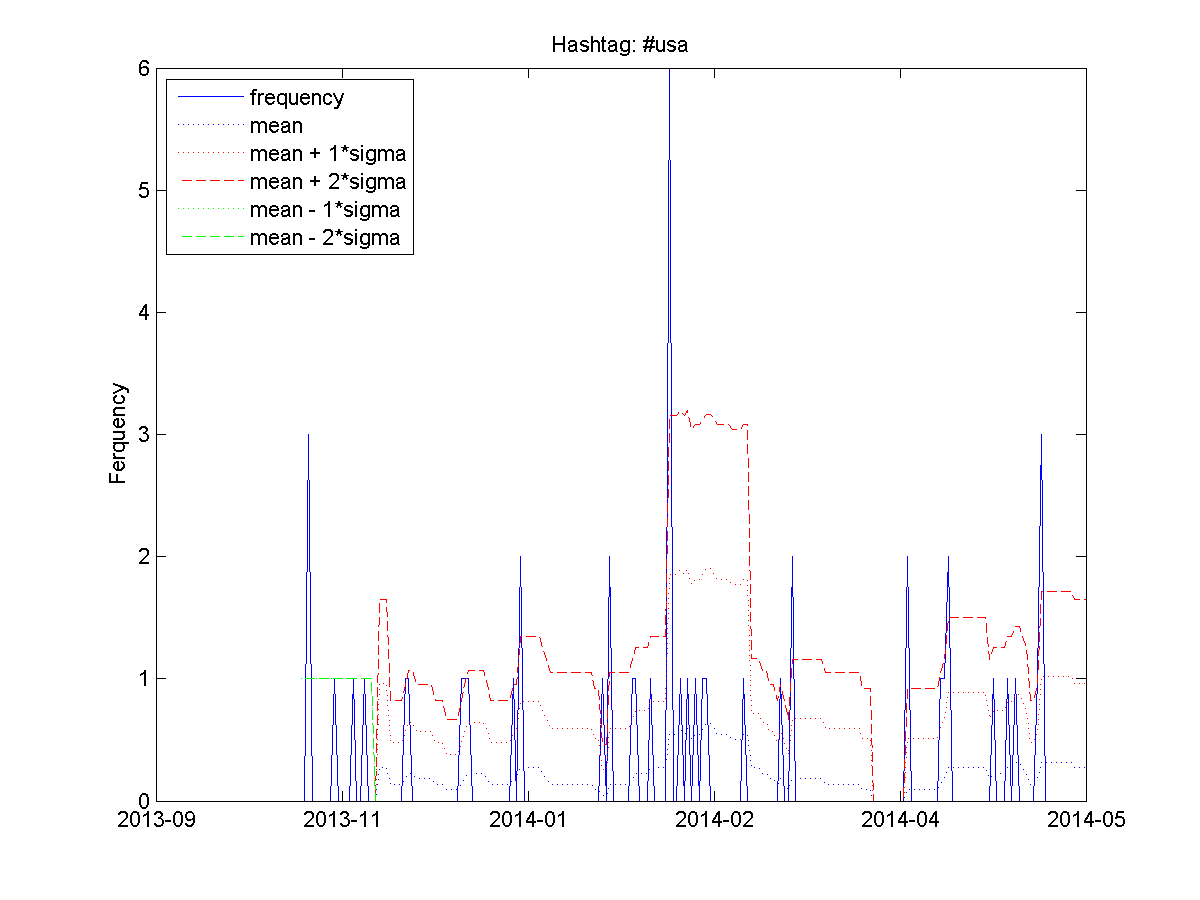 Hashtag: #usa
6
5
4
3
2
1
0
Ferquency
frequency
mean
mean + 1*sigma
mean + 2*sigma
mean - 1*sigma
mean - 2*sigma
2013-09 2013-11 2014-01 2014-02 2014-04 2014-05